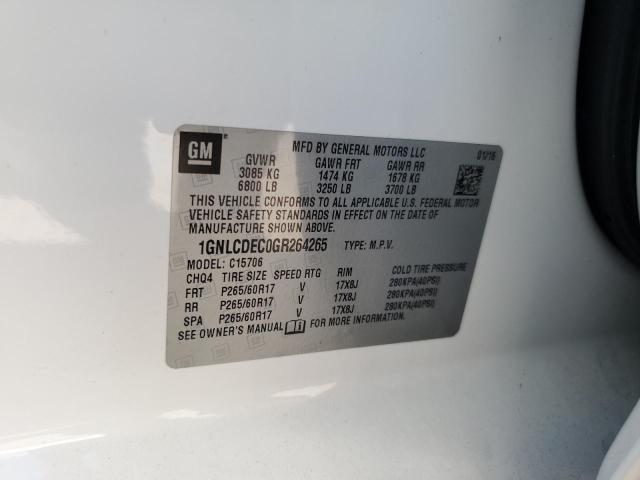 GM
MFD BY GENERAL MOTORS LLC
01/16
GVWR GAWR FRT GAWR RR
3085 KG 1474 KG 1678 KG
6800 LB 3250 LB 3700 LB
THIS VEHICLE CONFORMS TO ALL APPLICABLE U.S. FEDERAL MOTOR
VEHICLE SAFETY STANDARDS IN EFFECT ON THE DATE OF
MANUFACTURE SHOWN ABOVE.
1GNLCDEC0GR264265 TYPE: M.P.V.
MODEL: C15706
CHQ4 TIRE SIZE SPEED RTG RIM COLD TIRE PRESSURE
FRT P265/60R17 V 17X8J 280KPA(40PSI)
RR P265/60R17 V 17X8J 280KPA(40PSI)
SPA P265/60R17 V 17X8J 280KPA(40PSI)
SEE OWNER'S MANUAL FOR MORE INFORMATION.